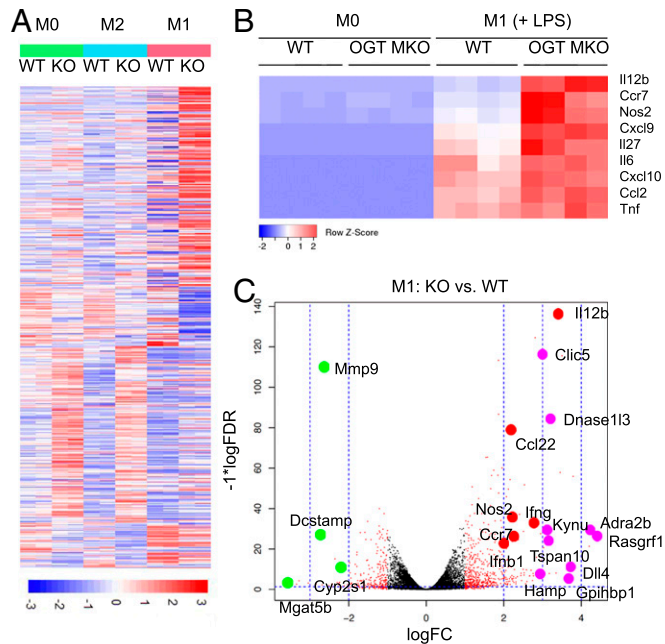 A
M0 M2 M1
WT KO WT KO WT KO
-3 -2 -1 0 1 2 3
B
M0 M1 (+ LPS)
WT OGT MKO WT OGT MKO
Il12b
Ccr7
Nos2
Cxcl9
Il27
Il6
Cxcl10
Ccl2
Tnf
-2 0 1 2 Row Z-Score
C
M1: KO vs. WT
-1*logFDR
0 20 40 60 80 100 120 140
Il12b
Clic5
Mmp9
Dnase1l3
Ccl22
Nos2
Ifng
Kynu
Adra2b
Rasgrf1
Ccr7
Dcstamp
Ifnb1
Tspan10
Dll4
Cyp2s1
Hamp
Gpihbp1
Mgat5b
-2 0 2 4
logFC